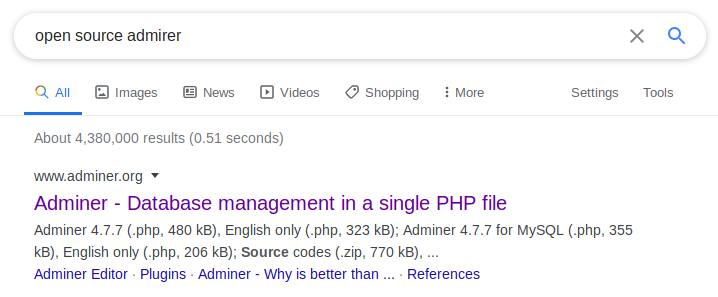 open source admirer
All Images News Videos Shopping More Settings Tools
About 4,380,000 results (0.51 seconds)
www.adminer.org
Adminer - Database management in a single PHP file
Adminer 4.7.7 (.php, 480 kB), English only (.php, 323 kB); Adminer 4.7.7 for MySQL (.php, 355
kB), English only (.php, 206 kB); Source codes (.zip, 770 kB), ...
Adminer Editor · Plugins · Adminer - Why is better than ... · References